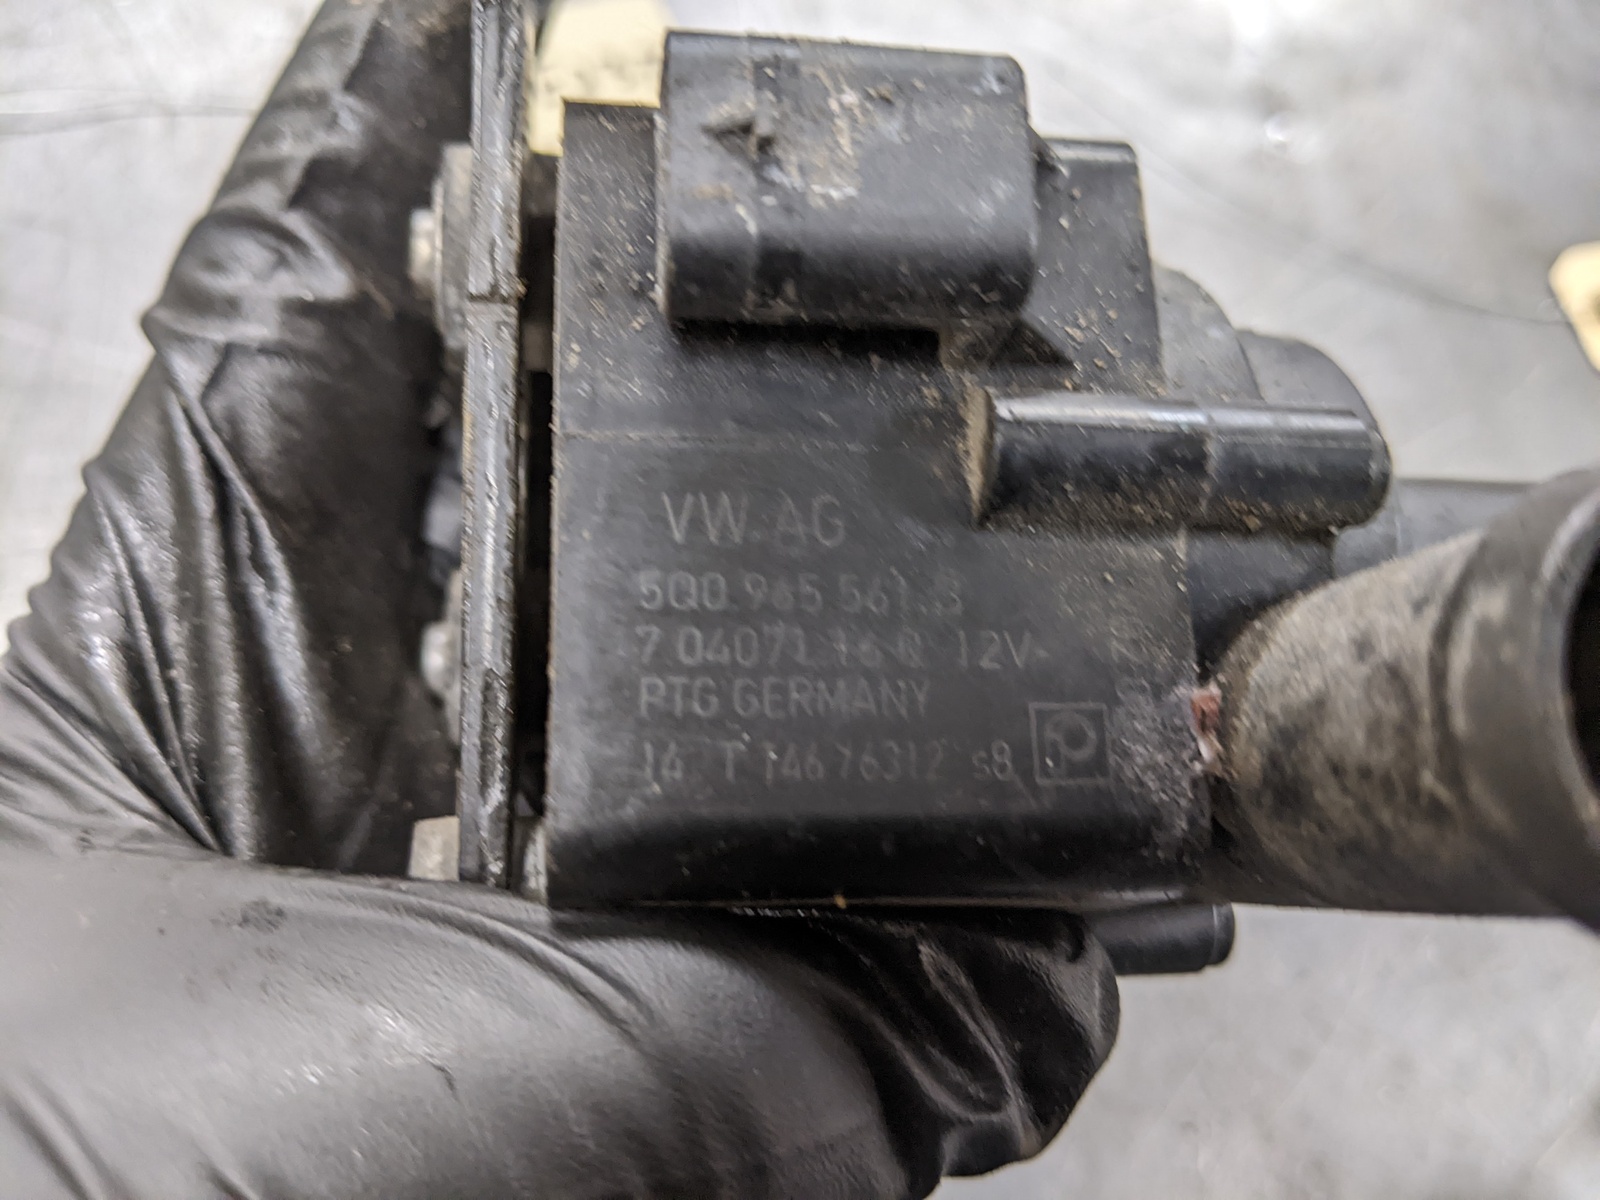 VW. AG
5Q0.965 561.B
7.04071.16.0 12V-
PTG GERMANY
14 T 14676312 s8